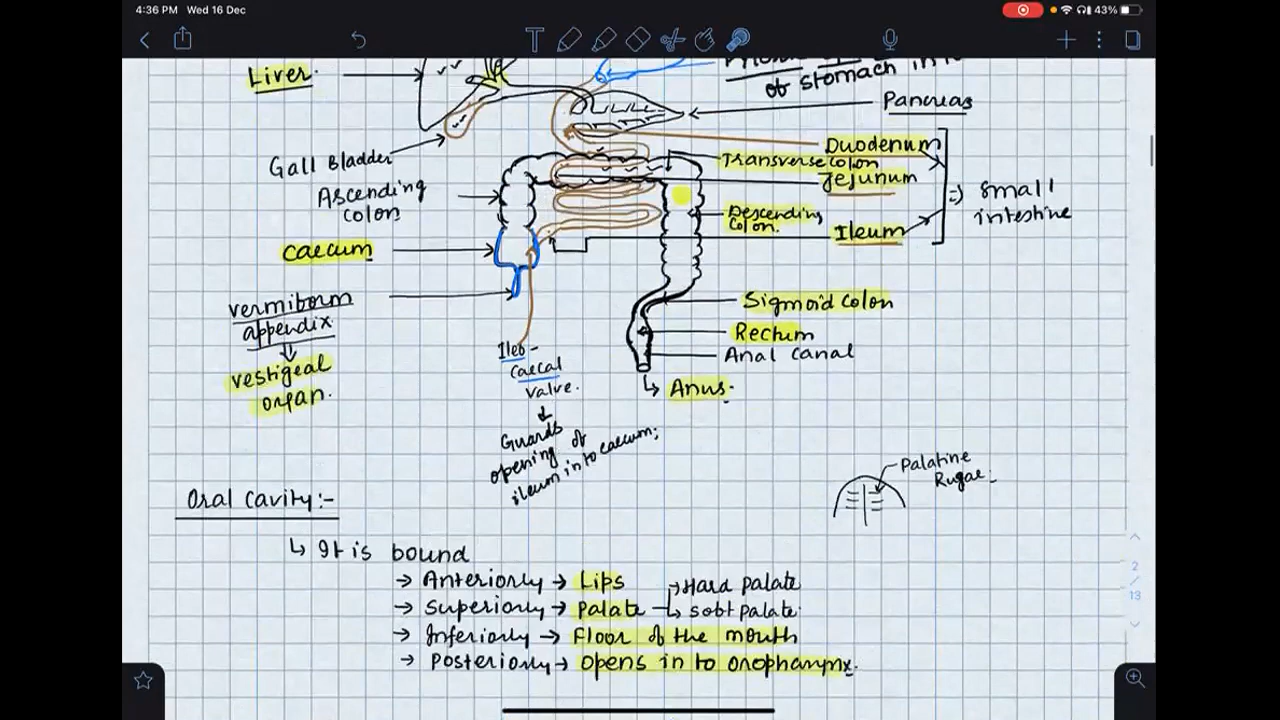 4:36 PM Wed 16 Dec
43%
Liver.
of stomach
Pancreas
Gall Bladder
Duodenum
Transverse colon
Jejunum
Ascending
colon
small
intestine
Descending
colon.
Ileum
caecum
vermiform
appendix
vestigeal
organ.
Sigmoid colon
Rectum
Anal canal
Anus.
Ileo-
Caecal
valve.
Guards
opening of
ileum into caecum;
Palatine
Rugae.
Oral cavity:-
It is bound
→ Anteriorly → Lips
→ Hard palate
→ Superiorly → Palate
→ soft palate.
→ Inferiorly → Floor of the mouth
→ Posteriorly → opens in to oropharynx.
2
/
13